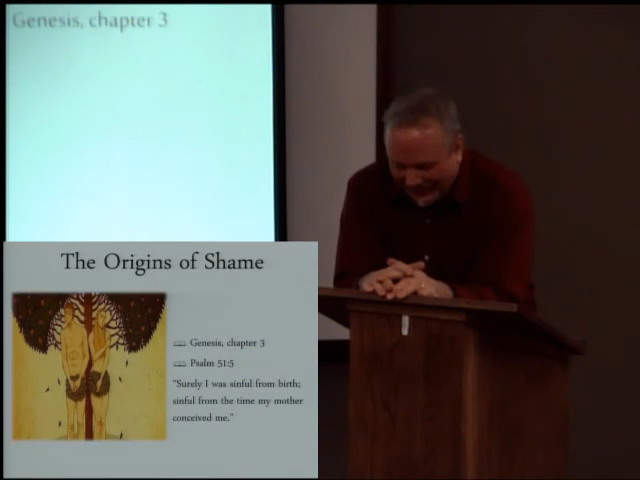 Genesis, chapter 3
The Origins of Shame
Genesis, chapter 3
Psalm 51:5
"Surely I was sinful from birth;
sinful from the time my mother
conceived me."